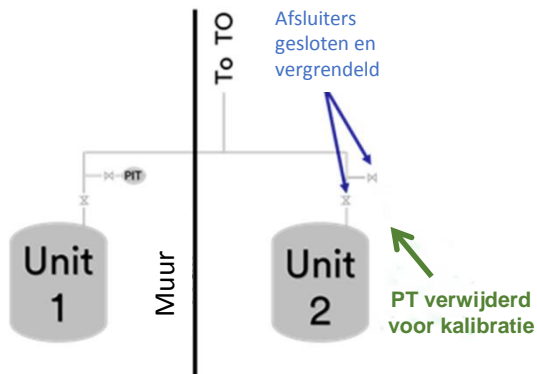 To TO
Afsluiters
gesloten en
vergrendeld
PIT
Unit
1
Muur
Unit
2
PT verwijderd
voor kalibratie